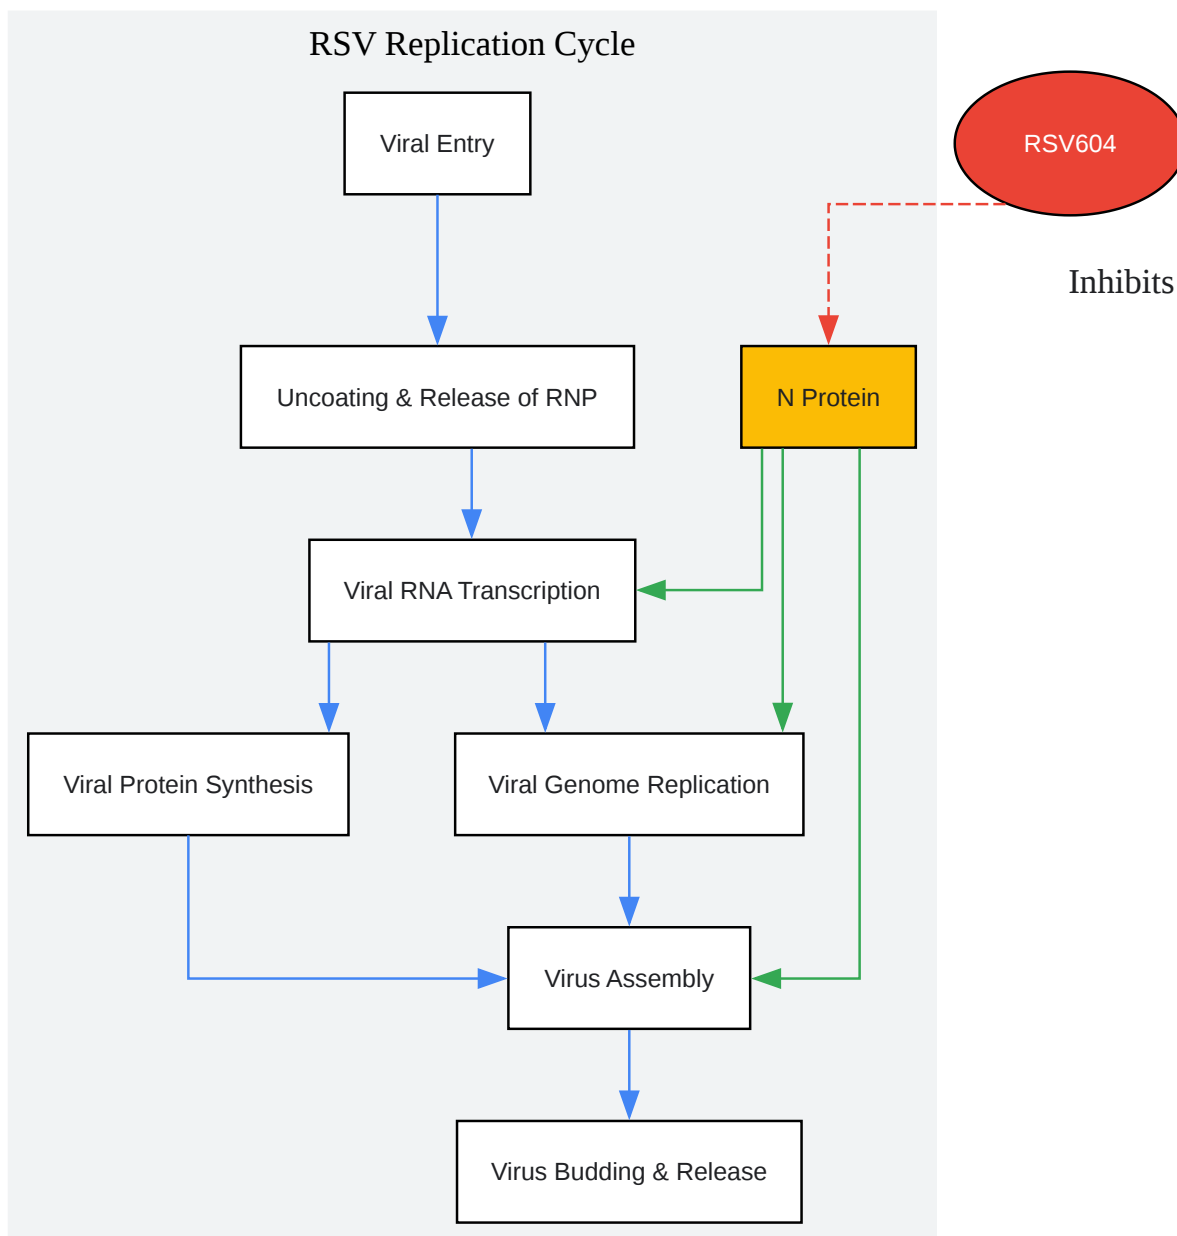 RSV Replication Cycle
Viral Entry
RSV604
Inhibits
Uncoating & Release of RNP
N Protein
Viral RNA Transcription
Viral Protein Synthesis
Viral Genome Replication
Virus Assembly
Virus Budding & Release